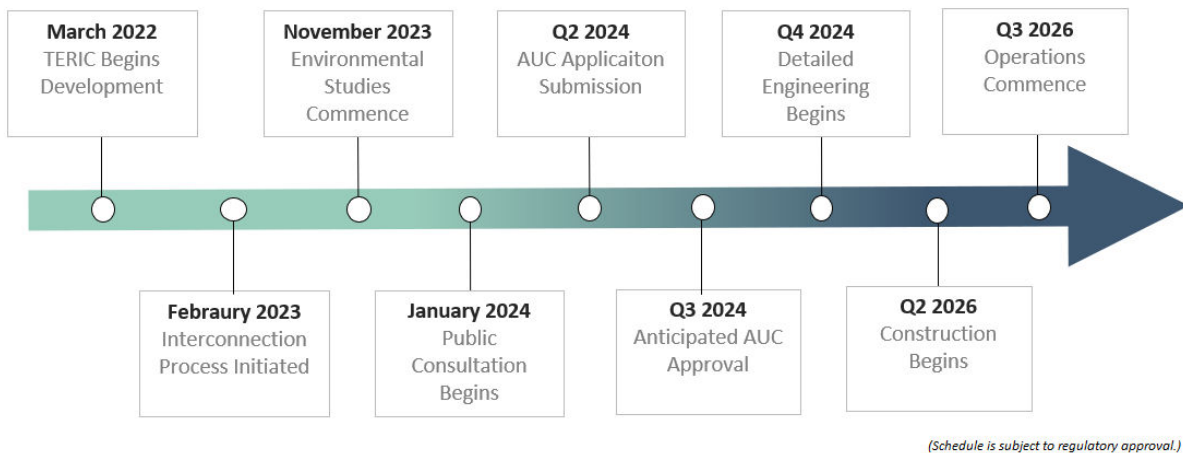 March 2022
TERIC Begins
Development
Febraury 2023
Interconnection
Process Initiated
November 2023
Environmental
Studies
Commence
January 2024
Public
Consultation
Begins
Q2 2024
AUC Applicaiton
Submission
Q3 2024
Anticipated AUC
Approval
Q4 2024
Detailed
Engineering
Begins
Q2 2026
Construction
Begins
Q3 2026
Operations
Commence
(Schedule is subject to regulatory approval.)